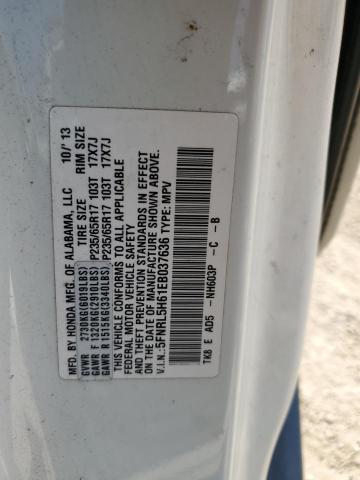 MFD. BY HONDA MFG. OF ALABAMA, LLC 10/'13
TIRE SIZE RIM SIZE
GVWR 2730KG(6019LBS)
GAWR F 1320KG(2910LBS) P235/65R17 103T 17X7J
GAWR R 1515KG(3340LBS) P235/65R17 103T 17X7J
THIS VEHICLE CONFORMS TO ALL APPLICABLE
FEDERAL MOTOR VEHICLE SAFETY
AND THEFT PREVENTION STANDARDS IN EFFECT
ON THE DATE OF MANUFACTURE SHOWN ABOVE.
V.I.N.: 5FNRL5H61EB037636 TYPE: MPV
TK8 E AD5 - NH603P - C - B